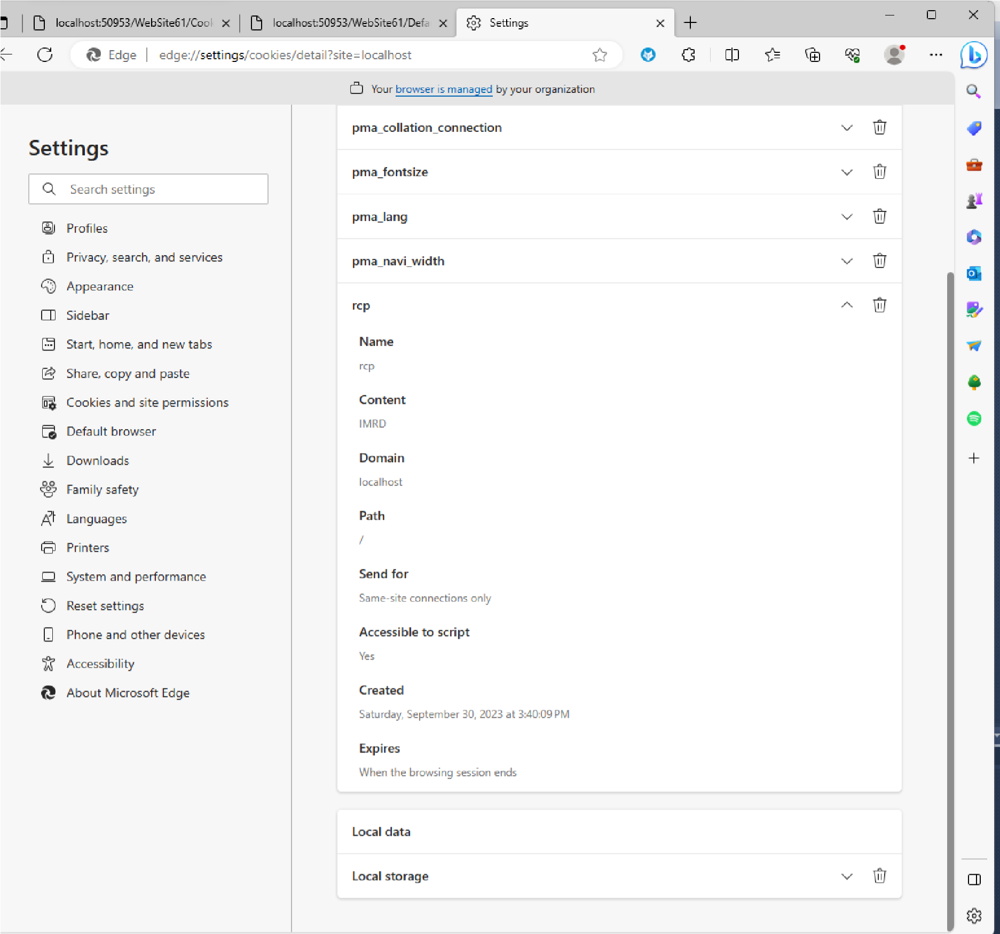 localhost:50953/WebSite61/Cook
localhost:50953/WebSite61/Defa
Settings
Edge
edge://settings/cookies/detail?site=localhost
Your browser is managed by your organization
Settings
Search settings
Profiles
Privacy, search, and services
Appearance
Sidebar
Start, home, and new tabs
Share, copy and paste
Cookies and site permissions
Default browser
Downloads
Family safety
Languages
Printers
System and performance
Reset settings
Phone and other devices
Accessibility
About Microsoft Edge
pma_collation_connection
pma_fontsize
pma_lang
pma_navi_width
rcp
Name
rcp
Content
IMRD
Domain
localhost
Path
/
Send for
Same-site connections only
Accessible to script
Yes
Created
Saturday, September 30, 2023 at 3:40:09 PM
Expires
When the browsing session ends
Local data
Local storage